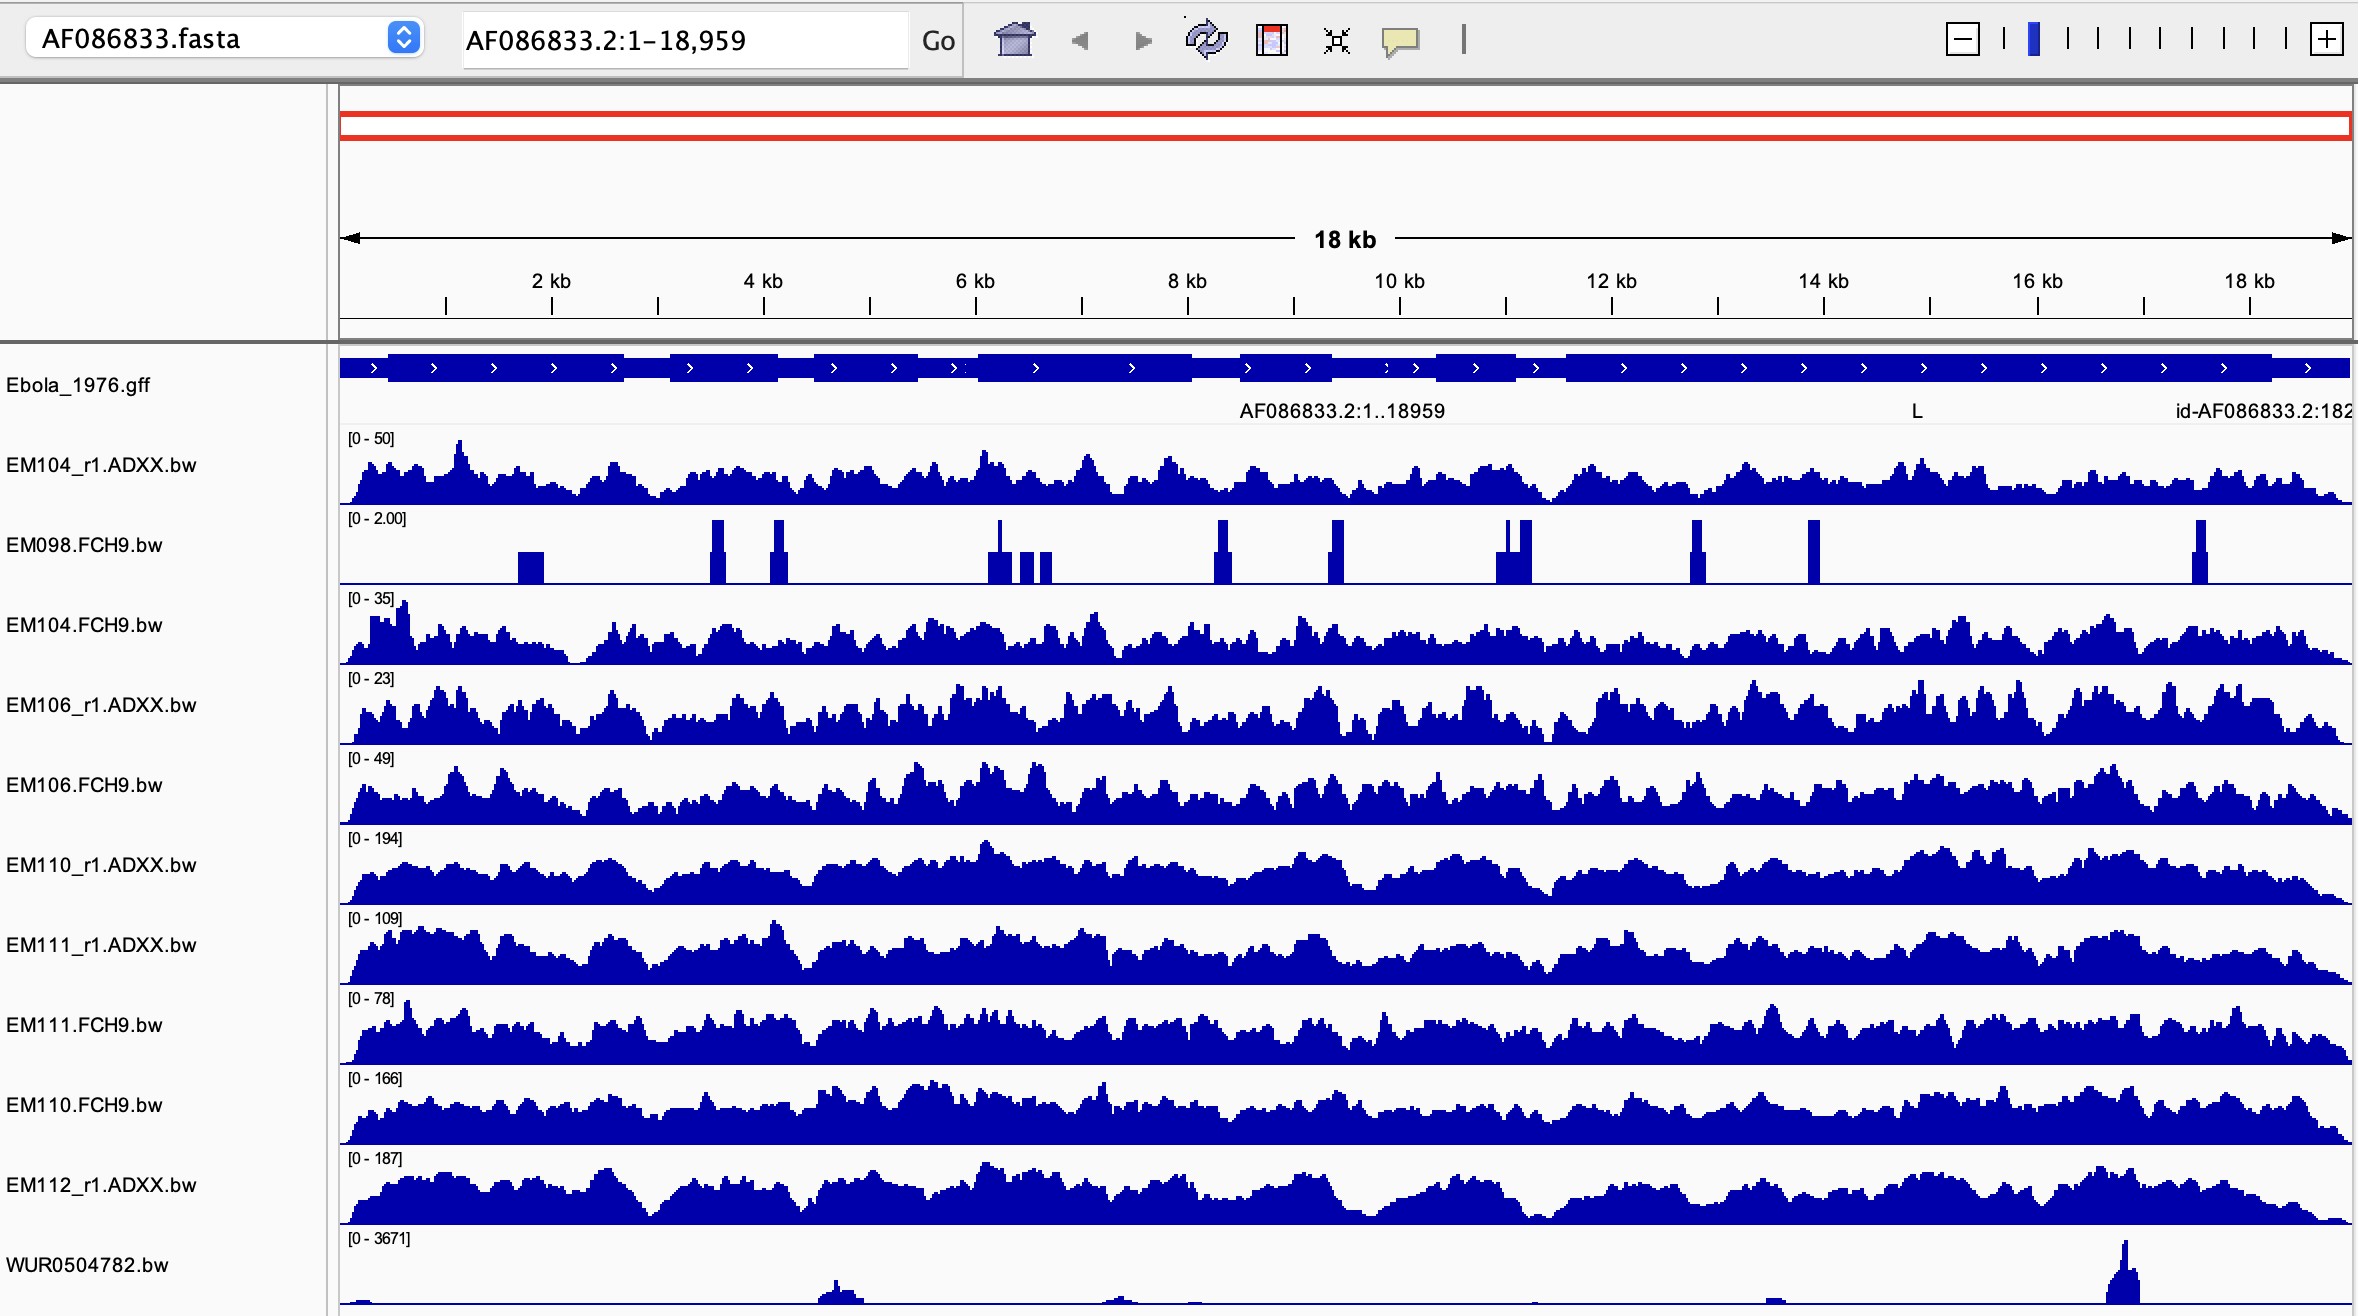 AF086833.fasta AF086833.2:1-18,959 Go
18 kb
2 kb 4 kb 6 kb 8 kb 10 kb 12 kb 14 kb 16 kb 18 kb
Ebola_1976.gff
AF086833.2:1..18959 L id-AF086833.2:182
[0 - 50]
EM104_r1.ADXX.bw
[0 - 2.00]
EM098.FCH9.bw
[0 - 35]
EM104.FCH9.bw
[0 - 23]
EM106_r1.ADXX.bw
[0 - 49]
EM106.FCH9.bw
[0 - 194]
EM110_r1.ADXX.bw
[0 - 109]
EM111_r1.ADXX.bw
[0 - 78]
EM111.FCH9.bw
[0 - 166]
EM110.FCH9.bw
[0 - 187]
EM112_r1.ADXX.bw
[0 - 3671]
WUR0504782.bw